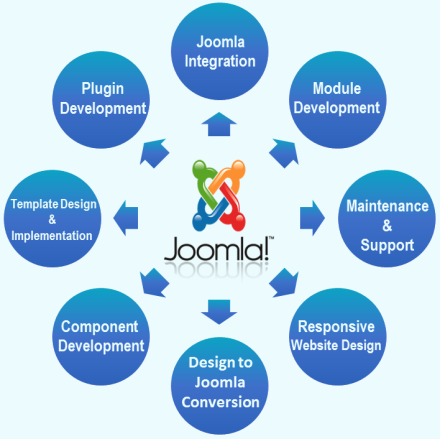 Joomla
Integration
Plugin
Development
Module
Development
Template Design
&
Implementation
Joomla!™
Maintenance
&
Support
Component
Development
Responsive
Website Design
Design to
Joomla
Conversion